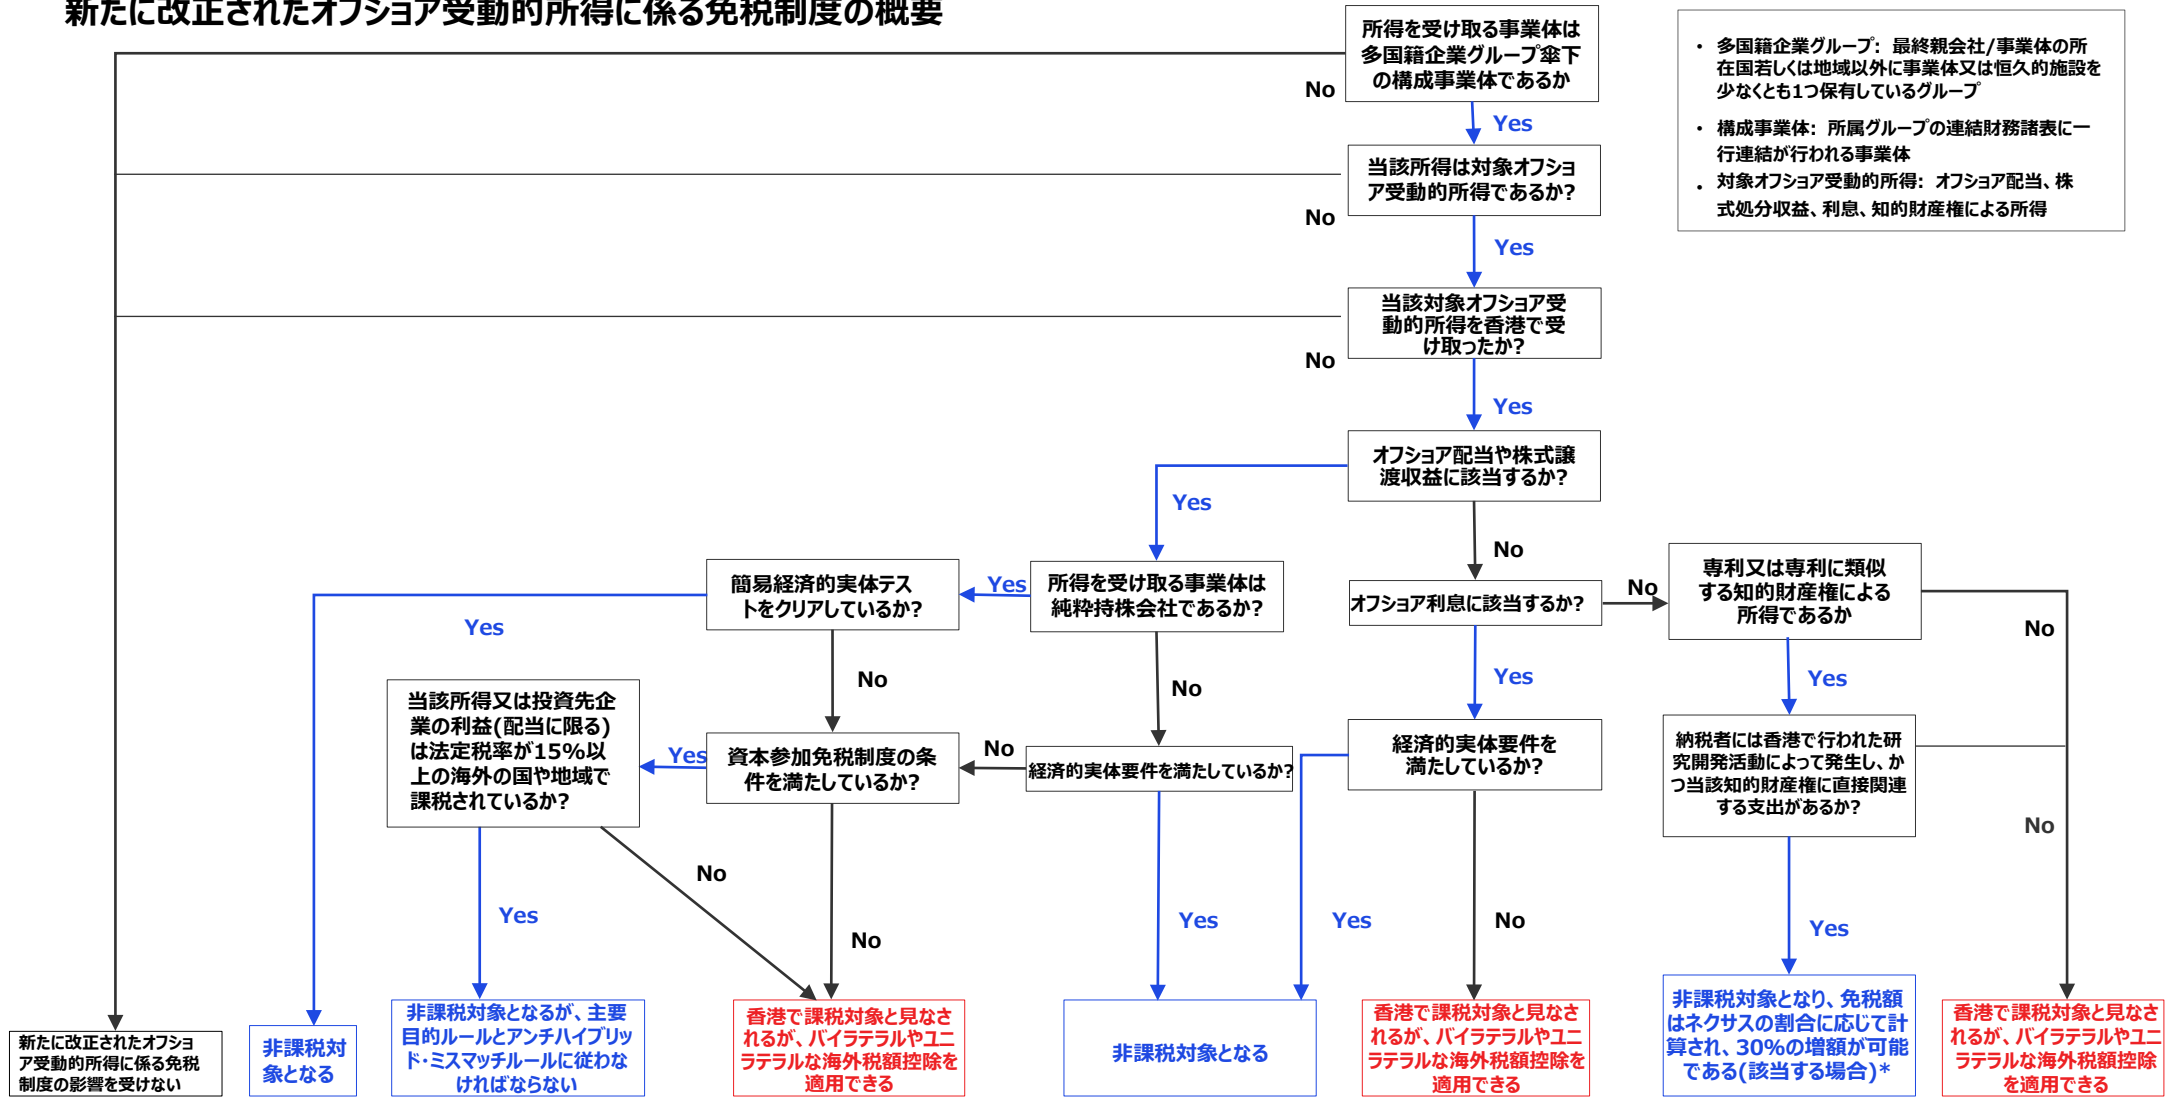 新たに改正されたオフショア受動的所得に係る免税制度の概要
所得を受け取る事業体は
多国籍企業グループ傘下
の構成事業体であるか
・ 多国籍企業グループ: 最終親会社/事業体の所
在国若しくは地域以外に事業体又は恒久的施設を
少なくとも1つ保有しているグループ
・ 構成事業体: 所属グループの連結財務諸表に一
行連結が行われる事業体
・ 対象オフショア受動的所得: オフショア配当、株
式処分収益、利息、知的財産権による所得
No
Yes
当該所得は対象オフショ
ア受動的所得であるか?
No
Yes
当該対象オフショア受
動的所得を香港で受
け取ったか?
No
Yes
オフショア配当や株式譲
渡収益に該当するか?
Yes
No
簡易経済的実体テス
トをクリアしているか?
Yes
所得を受け取る事業体は
純粋持株会社であるか?
オフショア利息に該当するか?
No
専利又は専利に類似
する知的財産権による
所得であるか
Yes
No
No
No
Yes
Yes
当該所得又は投資先企
業の利益(配当に限る)
は法定税率が15%以
上の海外の国や地域で
課税されているか?
Yes
資本参加免税制度の条
件を満たしているか?
No
経済的実体要件を満たしているか?
経済的実体要件を
満たしているか?
納税者には香港で行われた研
究開発活動によって発生し、か
つ当該知的財産権に直接関連
する支出があるか?
No
No
Yes
No
Yes
Yes
No
Yes
新たに改正されたオフショ
ア受動的所得に係る免税
制度の影響を受けない
非課税対
象となる
非課税対象となるが、主要
目的ルールとアンチハイブリッ
ド・ミスマッチルールに従わな
ければならない
香港で課税対象と見なさ
れるが、バイラテラルやユニ
ラテラルな海外税額控除を
適用できる
非課税対象となる
香港で課税対象と見なさ
れるが、バイラテラルやユニ
ラテラルな海外税額控除を
適用できる
非課税対象となり、免税額
はネクサスの割合に応じて計
算され、30%の増額が可能
である(該当する場合)*
香港で課税対象と見なさ
れるが、バイラテラルやユニ
ラテラルな海外税額控除
を適用できる